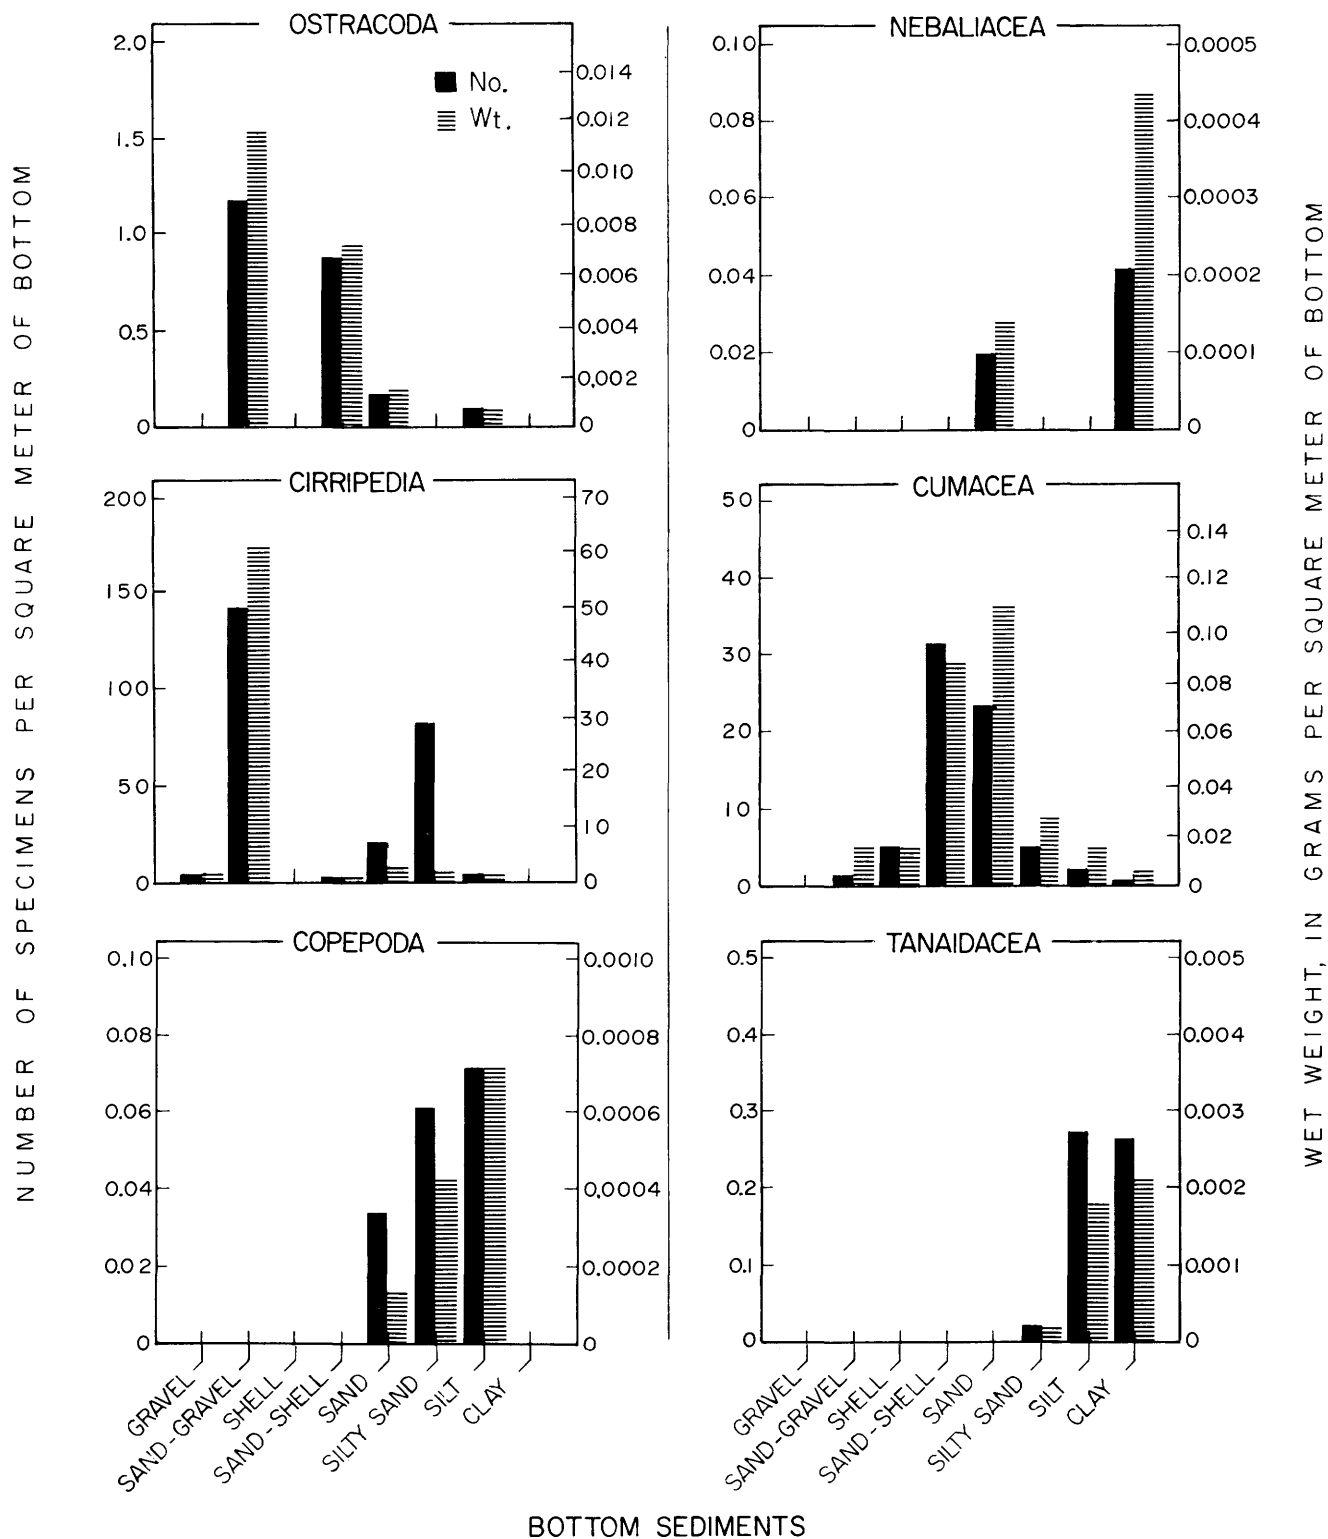 OSTRACODA
2.0
1.5
1.0
0.5
0
0.014
0.012
0.010
0.008
0.006
0.004
0.002
0
No.
Wt.
NEBALIACEA
0.10
0.08
0.06
0.04
0.02
0
0.0005
0.0004
0.0003
0.0002
0.0001
0
CIRRIPEDIA
200
150
100
50
0
70
60
50
40
30
20
10
0
CUMACEA
50
40
30
20
10
0
0.14
0.12
0.10
0.08
0.06
0.04
0.02
0
COPEPODA
0.10
0.08
0.06
0.04
0.02
0
0.0010
0.0008
0.0006
0.0004
0.0002
0
TANAIDACEA
0.5
0.4
0.3
0.2
0.1
0
0.005
0.004
0.003
0.002
0.001
0
GRAVEL
SAND-GRAVEL
SHELL
SAND-SHELL
SAND
SILTY SAND
SILT
CLAY
GRAVEL
SAND-GRAVEL
SHELL
SAND-SHELL
SAND
SILTY SAND
SILT
CLAY
NUMBER OF SPECIMENS PER SQUARE METER OF BOTTOM
WET WEIGHT, IN GRAMS PER SQUARE METER OF BOTTOM
BOTTOM SEDIMENTS